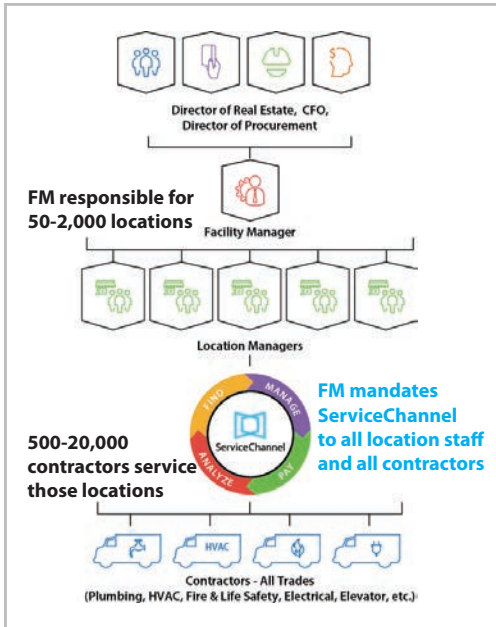 Director of Real Estate, CFO,
Director of Procurement
FM responsible for
50-2,000 locations
Facility Manager
Location Managers
FIND
MANAGE
PAY
ANALYZE
ServiceChannel
FM mandates
ServiceChannel
to all location staff
and all contractors
500-20,000
contractors service
those locations
HVAC
Contractors - All Trades
(Plumbing, HVAC, Fire & Life Safety, Electrical, Elevator, etc.)